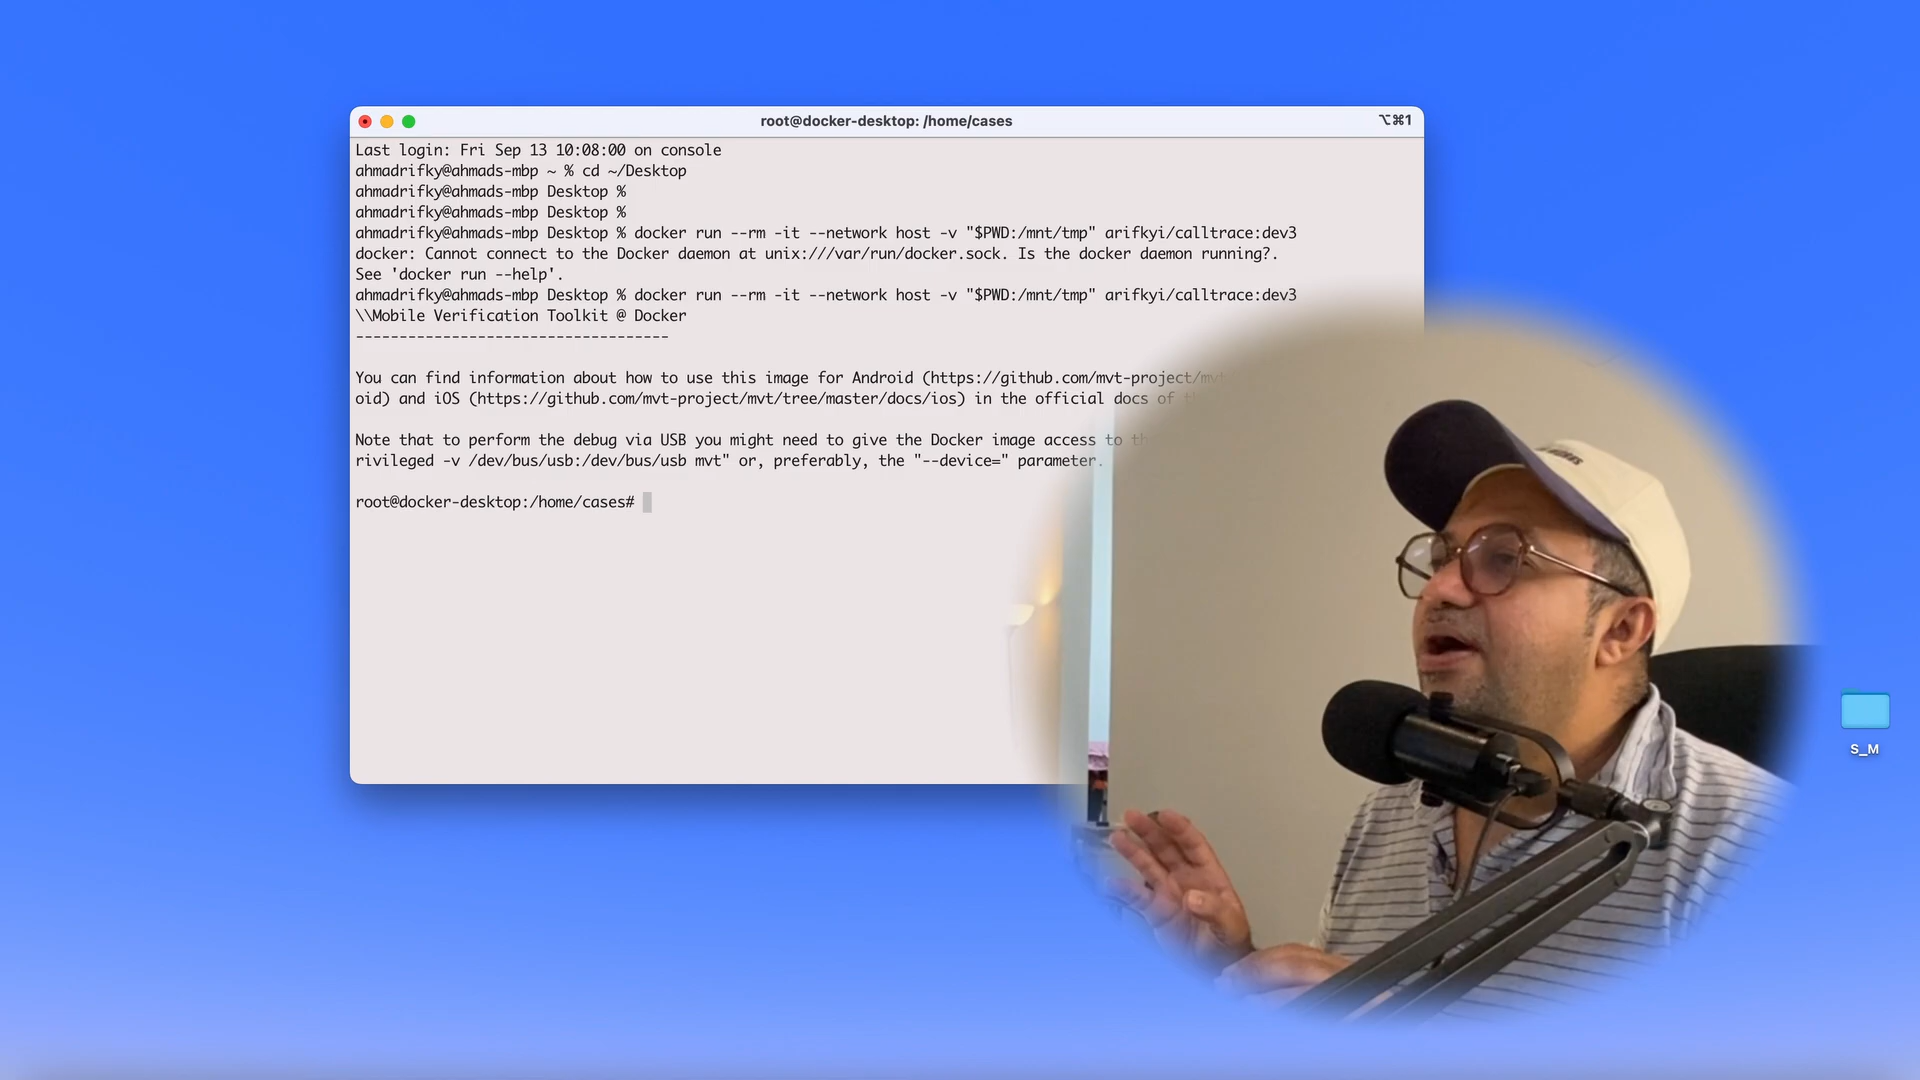 root@docker-desktop: /home/cases
⌥⌘1
Last login: Fri Sep 13 10:08:00 on console
ahmadrifky@ahmads-mbp ~ % cd ~/Desktop
ahmadrifky@ahmads-mbp Desktop %
ahmadrifky@ahmads-mbp Desktop %
ahmadrifky@ahmads-mbp Desktop % docker run --rm -it --network host -v "$PWD:/mnt/tmp" arifkyi/calltrace:dev3
docker: Cannot connect to the Docker daemon at unix:///var/run/docker.sock. Is the docker daemon running?.
See 'docker run --help'.
ahmadrifky@ahmads-mbp Desktop % docker run --rm -it --network host -v "$PWD:/mnt/tmp" arifkyi/calltrace:dev3
\\Mobile Verification Toolkit @ Docker
------------------------------------
You can find information about how to use this image for Android (https://github.com/mvt-project/
oid) and iOS (https://github.com/mvt-project/mvt/tree/master/docs/ios) in the official docs of
Note that to perform the debug via USB you might need to give the Docker image access to
rivileged -v /dev/bus/usb:/dev/bus/usb mvt" or, preferably, the "--device=" parameter.
root@docker-desktop:/home/cases#
S_M